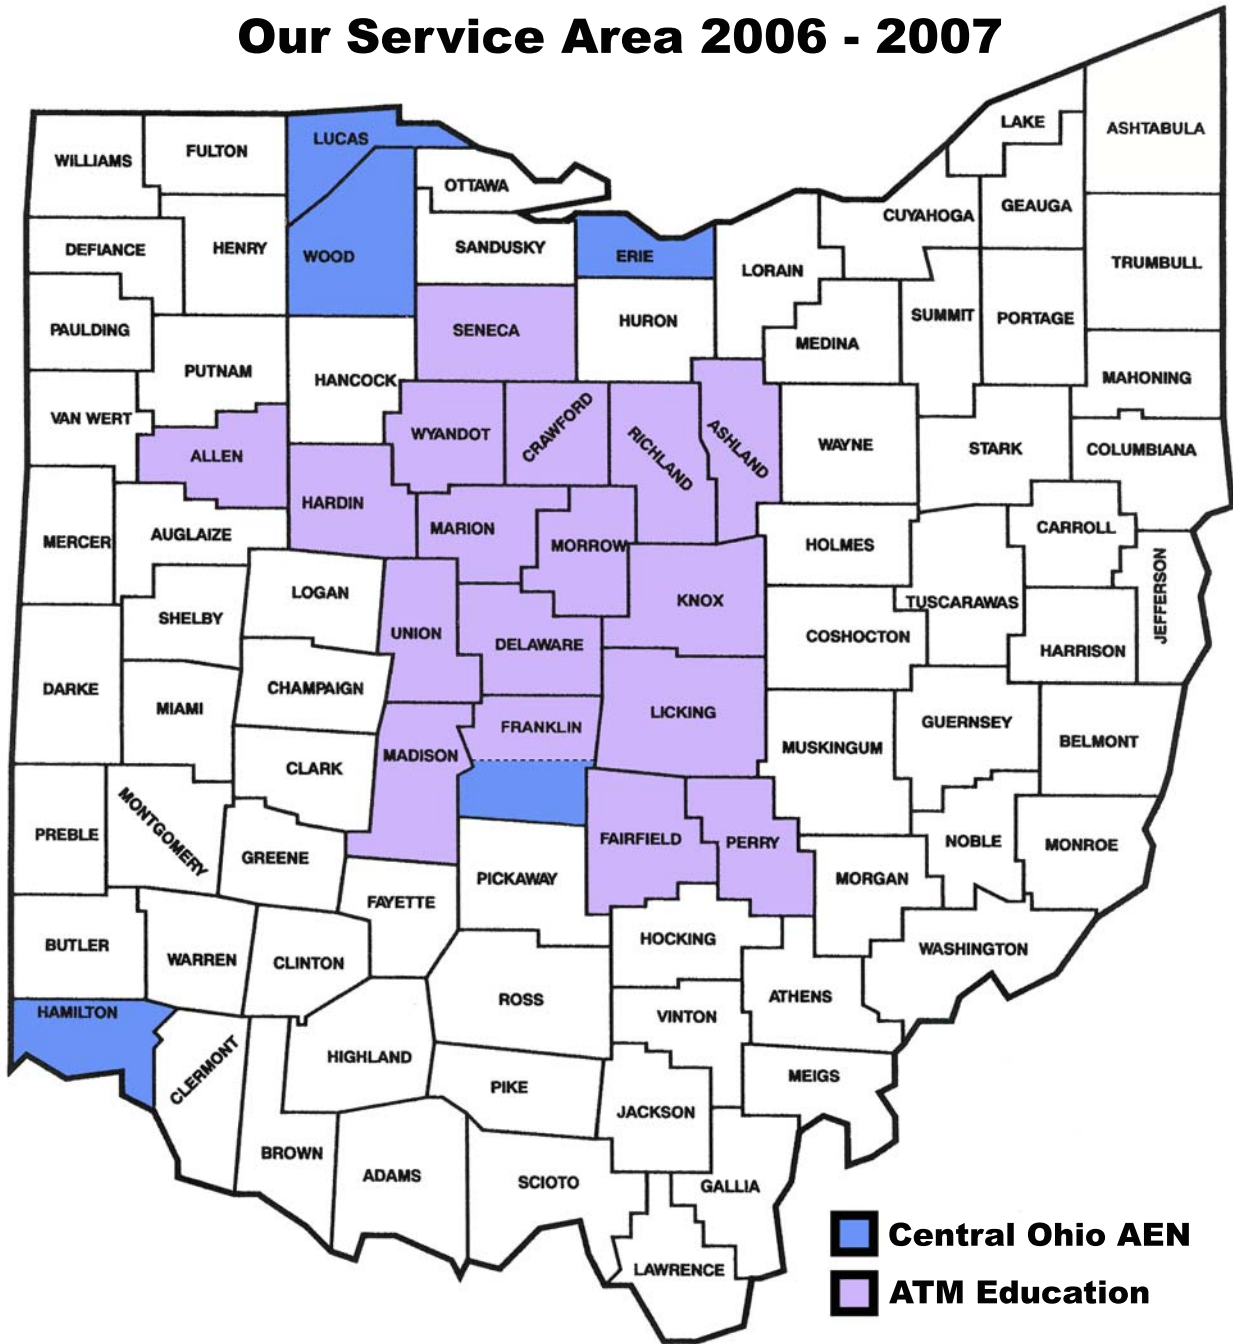 Our Service Area 2006 - 2007
LAKE
ASHTABULA
LUCAS
FULTON
WILLIAMS
OTTAWA
GEAUGA
CUYAHOGA
DEFIANCE
HENRY
WOOD
SANDUSKY
ERIE
LORAIN
TRUMBULL
PAULDING
SENECA
HURON
MEDINA
SUMMIT
PORTAGE
PUTNAM
HANCOCK
MAHONING
VAN WERT
WYANDOT
CRAWFORD
RICHLAND
ASHLAND
WAYNE
STARK
COLUMBIANA
ALLEN
HARDIN
MARION
MERCER
AUGLAIZE
MORROW
HOLMES
CARROLL
JEFFERSON
LOGAN
KNOX
TUSCARAWAS
SHELBY
UNION
DELAWARE
COSHOCTON
HARRISON
DARKE
MIAMI
CHAMPAIGN
LICKING
FRANKLIN
GUERNSEY
BELMONT
MUSKINGUM
CLARK
MADISON
MONTGOMERY
PREBLE
GREENE
FAIRFIELD
PERRY
NOBLE
MONROE
PICKAWAY
MORGAN
FAYETTE
BUTLER
WARREN
CLINTON
HOCKING
WASHINGTON
HAMILTON
ROSS
ATHENS
VINTON
CLERMONT
HIGHLAND
PIKE
MEIGS
JACKSON
BROWN
ADAMS
SCIOTO
GALLIA
LAWRENCE
Central Ohio AEN
ATM Education